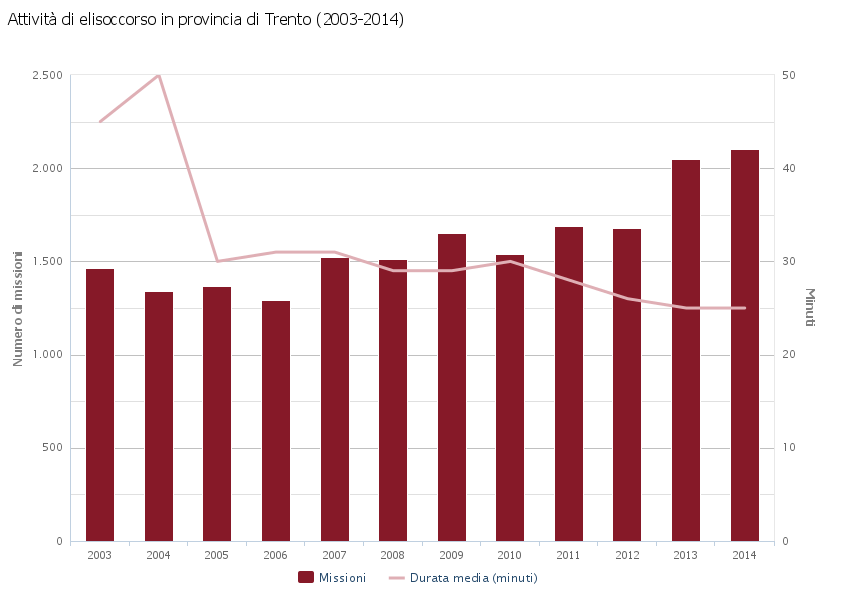 Attività di elisoccorso in provincia di Trento (2003-2014)
2.500
2.000
1.500
1.000
500
0
Numero di missioni
50
40
30
20
10
0
Minuti
2003 2004 2005 2006 2007 2008 2009 2010 2011 2012 2013 2014
Missioni Durata media (minuti)